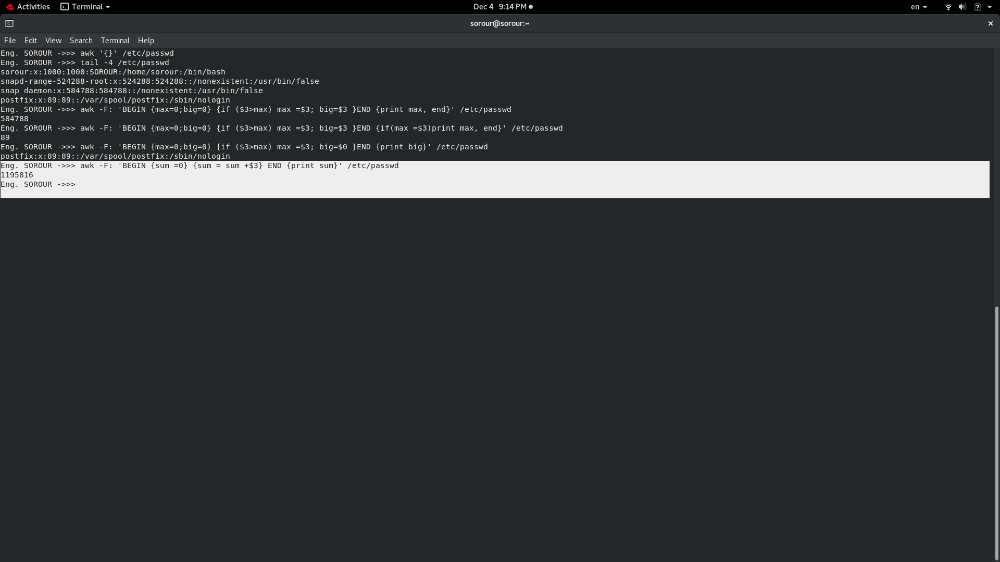 Activities Terminal Dec 4 9:14 PM en
sorour@sorour:~
File Edit View Search Terminal Help
Eng. SOROUR ->>> awk '{}' /etc/passwd
Eng. SOROUR ->>> tail -4 /etc/passwd
sorour:x:1000:1000:SOROUR:/home/sorour:/bin/bash
snapd-range-524288-root:x:524288:524288::/nonexistent:/usr/bin/false
snap_daemon:x:584788:584788::/nonexistent:/usr/bin/false
postfix:x:89:89::/var/spool/postfix:/sbin/nologin
Eng. SOROUR ->>> awk -F: 'BEGIN {max=0;big=0} {if ($3>max) max =$3; big=$3 }END {print max, end}' /etc/passwd
584788
Eng. SOROUR ->>> awk -F: 'BEGIN {max=0;big=0} {if ($3>max) max =$3; big=$3 }END {if(max =$3)print max, end}' /etc/passwd
89
Eng. SOROUR ->>> awk -F: 'BEGIN {max=0;big=0} {if ($3>max) max =$3; big=$0 }END {print big}' /etc/passwd
postfix:x:89:89::/var/spool/postfix:/sbin/nologin
Eng. SOROUR ->>> awk -F: 'BEGIN {sum =0} {sum = sum +$3} END {print sum}' /etc/passwd
1195816
Eng. SOROUR ->>>